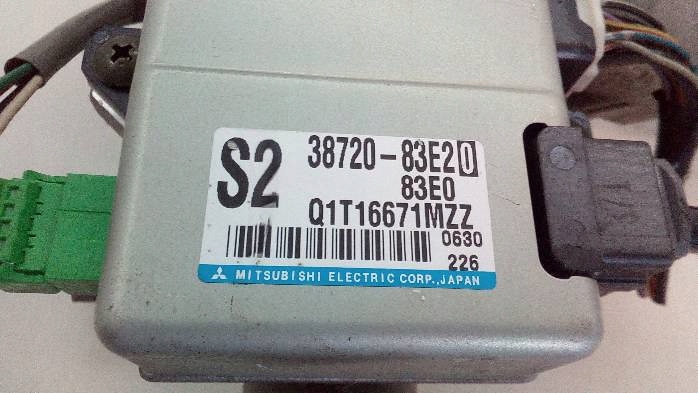 S2
38720-83E20
83E0
Q1T16671MZZ
0630
226
MITSUBISHI ELECTRIC CORP., JAPAN